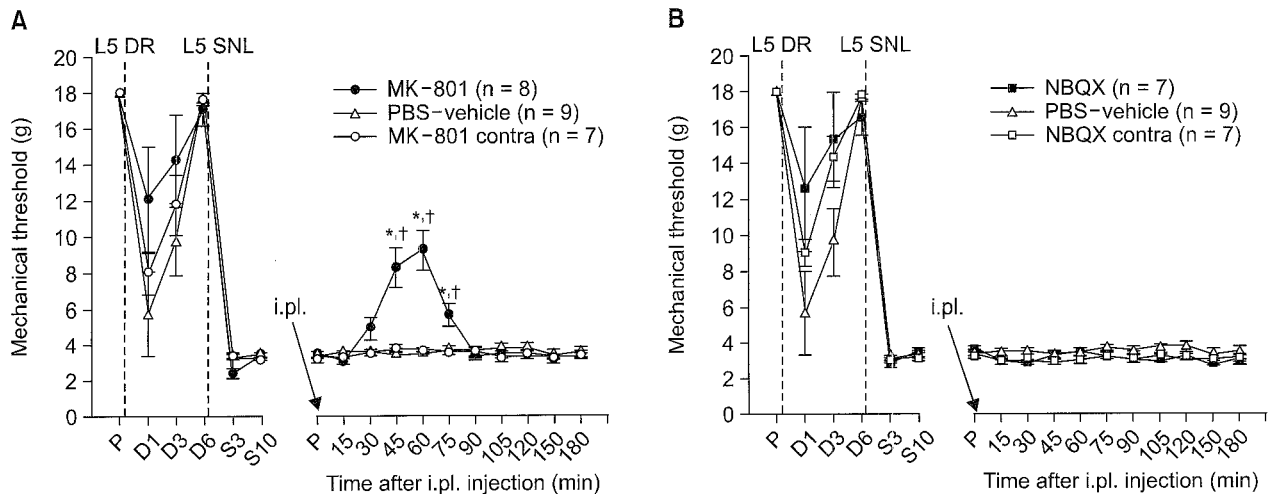 A
L5 DR
L5 SNL
MK-801 (n = 8)
PBS-vehicle (n = 9)
MK-801 contra (n = 7)
Mechanical threshold (g)
20
18
16
14
12
10
8
6
4
2
0
*,†
*,†
*,†
i.pl.
P D1 D3 D6 S3 S10
P 15 30 45 60 75 90 105 120 150 180
Time after i.pl. injection (min)
B
L5 DR
L5 SNL
NBQX (n = 7)
PBS-vehicle (n = 9)
NBQX contra (n = 7)
Mechanical threshold (g)
20
18
16
14
12
10
8
6
4
2
0
i.pl.
P D1 D3 D6 S3 S10
P 15 30 45 60 75 90 105 120 150 180
Time after i.pl. injection (min)